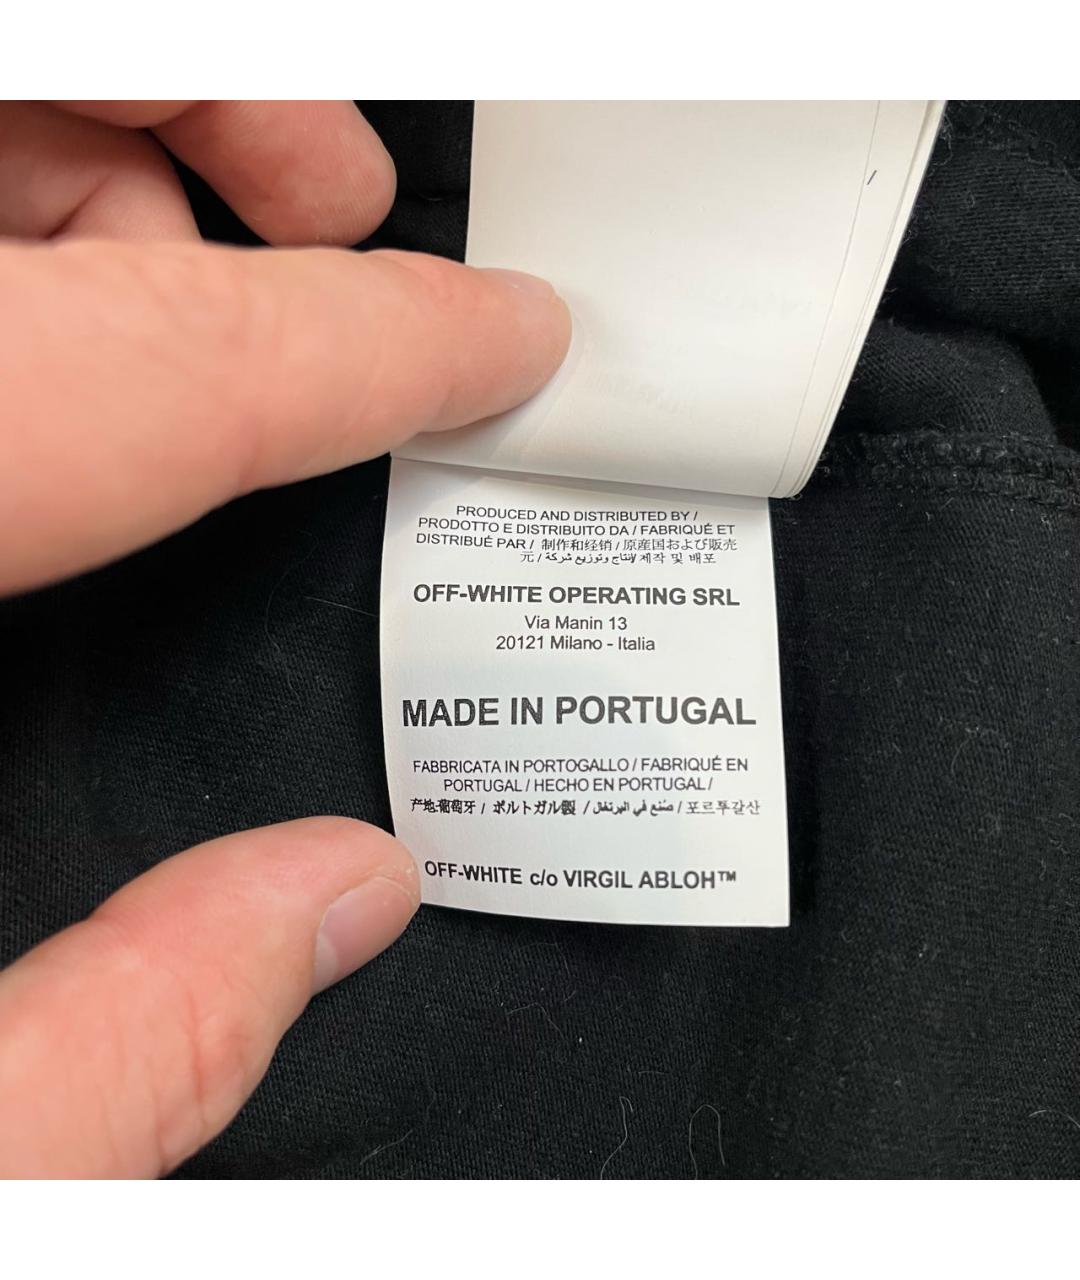 PRODUCED AND DISTRIBUTED BY /
PRODOTTO E DISTRIBUITO DA / FABRIQUÉ ET
DISTRIBUÉ PAR / 制作和经销 / 原産国および販売
元 / إنتاج وتوزيع شركة / 제작 및 배포
OFF-WHITE OPERATING SRL
Via Manin 13
20121 Milano - Italia
MADE IN PORTUGAL
FABBRICATA IN PORTOGALLO / FABRIQUÉ EN
PORTUGAL / HECHO EN PORTUGAL /
产地:葡萄牙 / ポルトガル製 / صنع في البرتغال / 포르투갈산
OFF-WHITE c/o VIRGIL ABLOH™